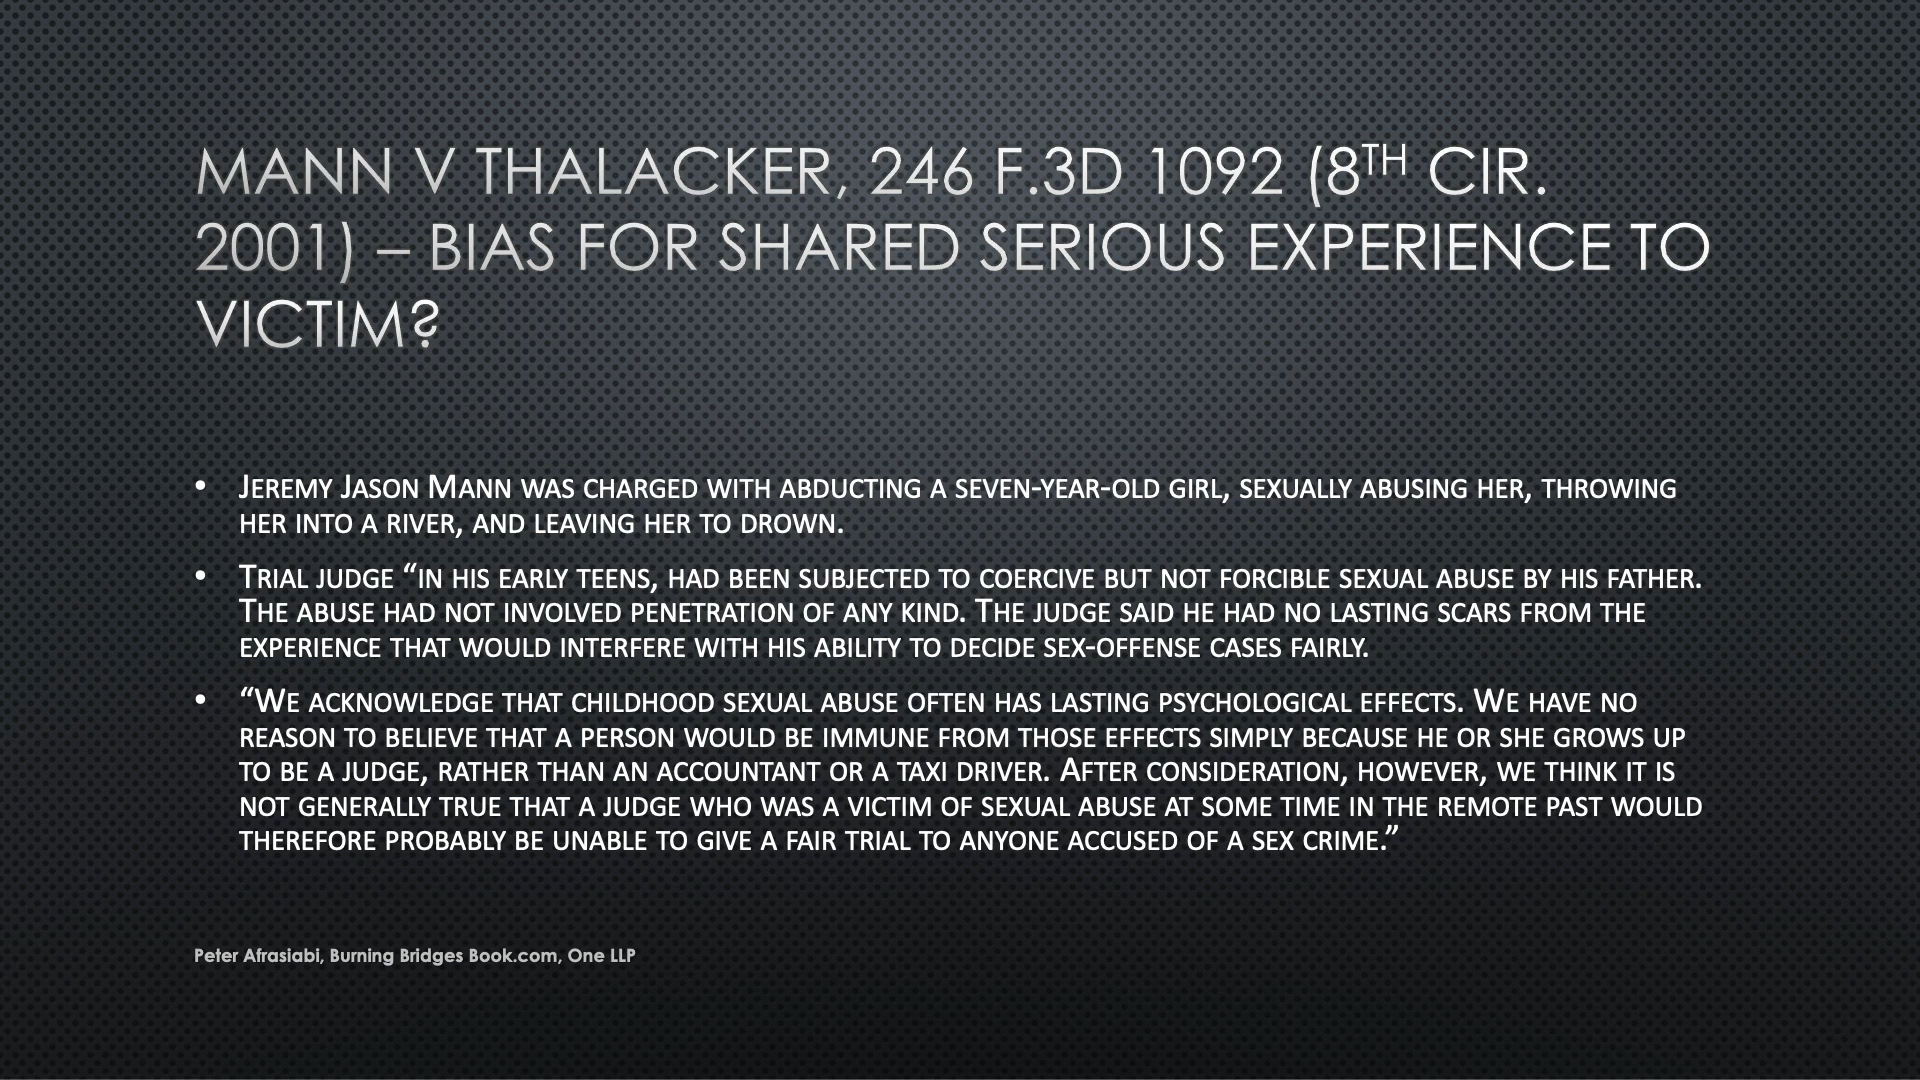 MANN V THALACKER, 246 F.3D 1092 (8TH CIR.
2001) – BIAS FOR SHARED SERIOUS EXPERIENCE TO
VICTIM?
• Jeremy Jason Mann was charged with abducting a seven-year-old girl, sexually abusing her, throwing
her into a river, and leaving her to drown.
• Trial judge “in his early teens, had been subjected to coercive but not forcible sexual abuse by his father.
The abuse had not involved penetration of any kind. The judge said he had no lasting scars from the
experience that would interfere with his ability to decide sex-offense cases fairly.
• “We acknowledge that childhood sexual abuse often has lasting psychological effects. We have no
reason to believe that a person would be immune from those effects simply because he or she grows up
to be a judge, rather than an accountant or a taxi driver. After consideration, however, we think it is
not generally true that a judge who was a victim of sexual abuse at some time in the remote past would
therefore probably be unable to give a fair trial to anyone accused of a sex crime.”
Peter Afrasiabi, Burning Bridges Book.com, One LLP